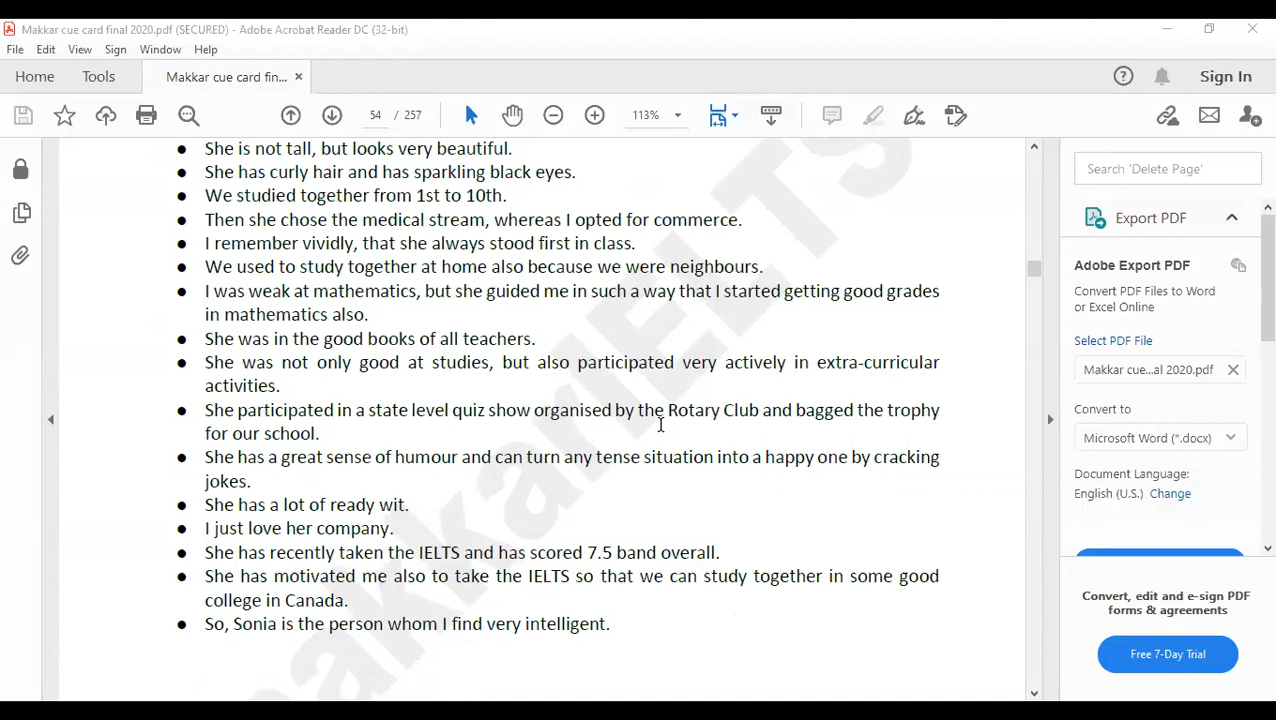 Makkar cue card final 2020.pdf (SECURED) - Adobe Acrobat Reader DC (32-bit)
File Edit View Sign Window Help
Home Tools Makkar cue card fin... × Sign In
54 / 257 113%
● She is not tall, but looks very beautiful.
● She has curly hair and has sparkling black eyes.
● We studied together from 1st to 10th.
● Then she chose the medical stream, whereas I opted for commerce.
● I remember vividly, that she always stood first in class.
● We used to study together at home also because we were neighbours.
● I was weak at mathematics, but she guided me in such a way that I started getting good grades
in mathematics also.
● She was in the good books of all teachers.
● She was not only good at studies, but also participated very actively in extra-curricular
activities.
● She participated in a state level quiz show organised by the Rotary Club and bagged the trophy
for our school.
● She has a great sense of humour and can turn any tense situation into a happy one by cracking
jokes.
● She has a lot of ready wit.
● I just love her company.
● She has recently taken the IELTS and has scored 7.5 band overall.
● She has motivated me also to take the IELTS so that we can study together in some good
college in Canada.
● So, Sonia is the person whom I find very intelligent.
makkarIELTS
makkar
Search 'Delete Page'
Export PDF
Adobe Export PDF
Convert PDF Files to Word
or Excel Online
Select PDF File
Makkar cue...al 2020.pdf ×
Convert to
Microsoft Word (*.docx)
Document Language:
English (U.S.) Change
Convert, edit and e-sign PDF
forms & agreements
Free 7-Day Trial